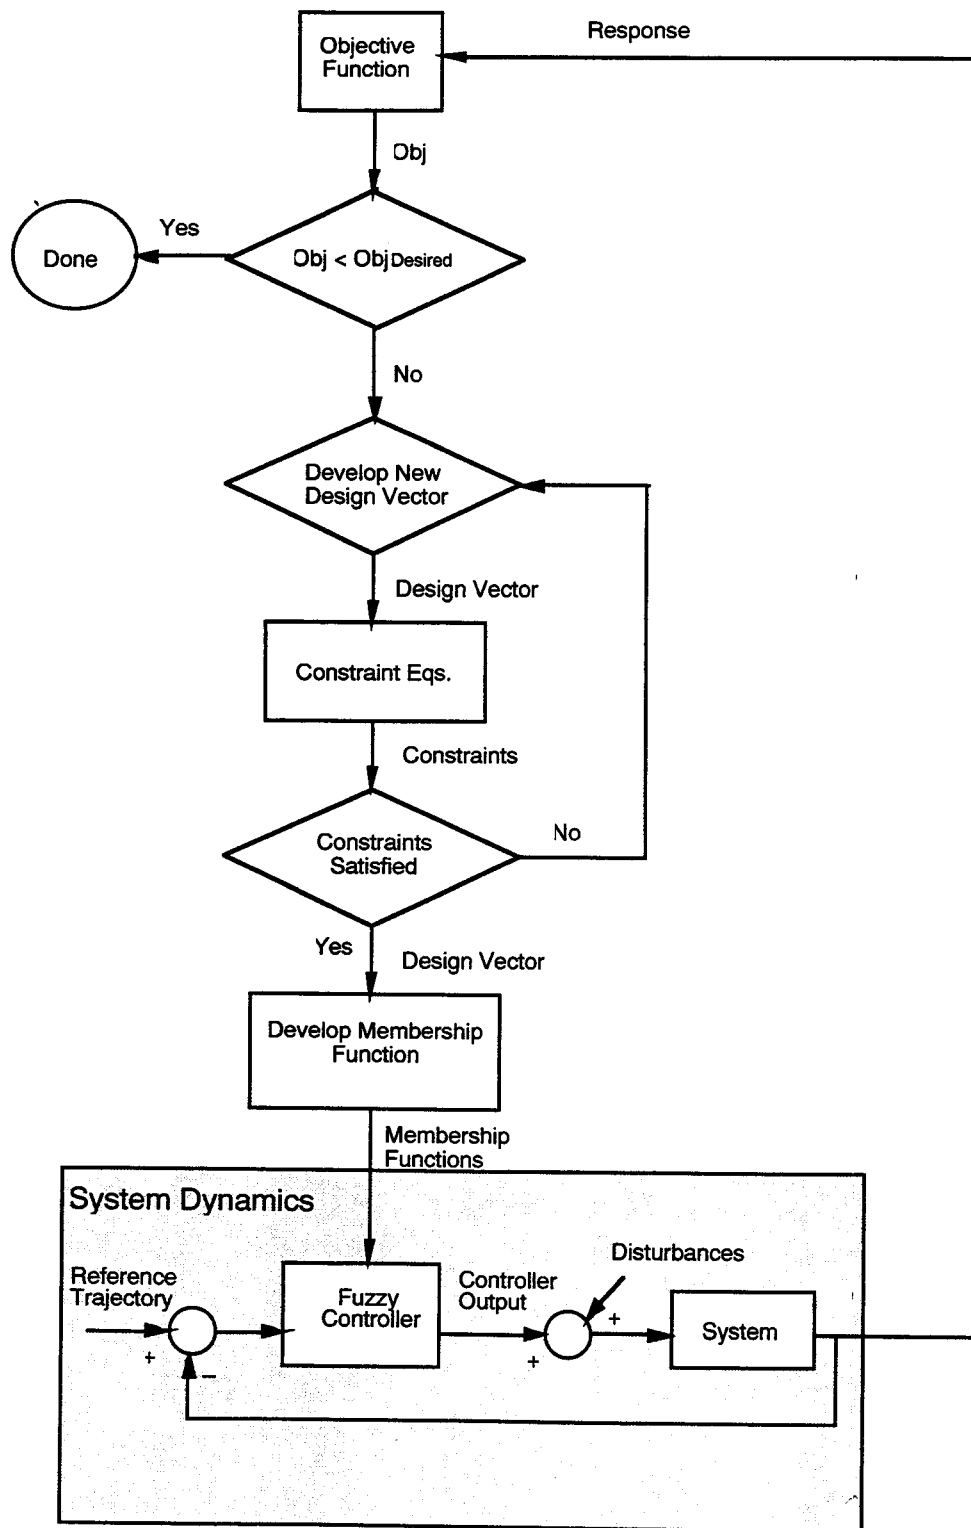 Response
Objective
Function
Obj
Yes
Done
Obj < Obj Desired
No
Develop New
Design Vector
Design Vector
Constraint Eqs.
Constraints
Constraints
Satisfied
No
Yes
Design Vector
Develop Membership
Function
Membership
Functions
System Dynamics
Disturbances
Reference
Trajectory
Fuzzy
Controller
Controller
Output
+
System
+
−
+